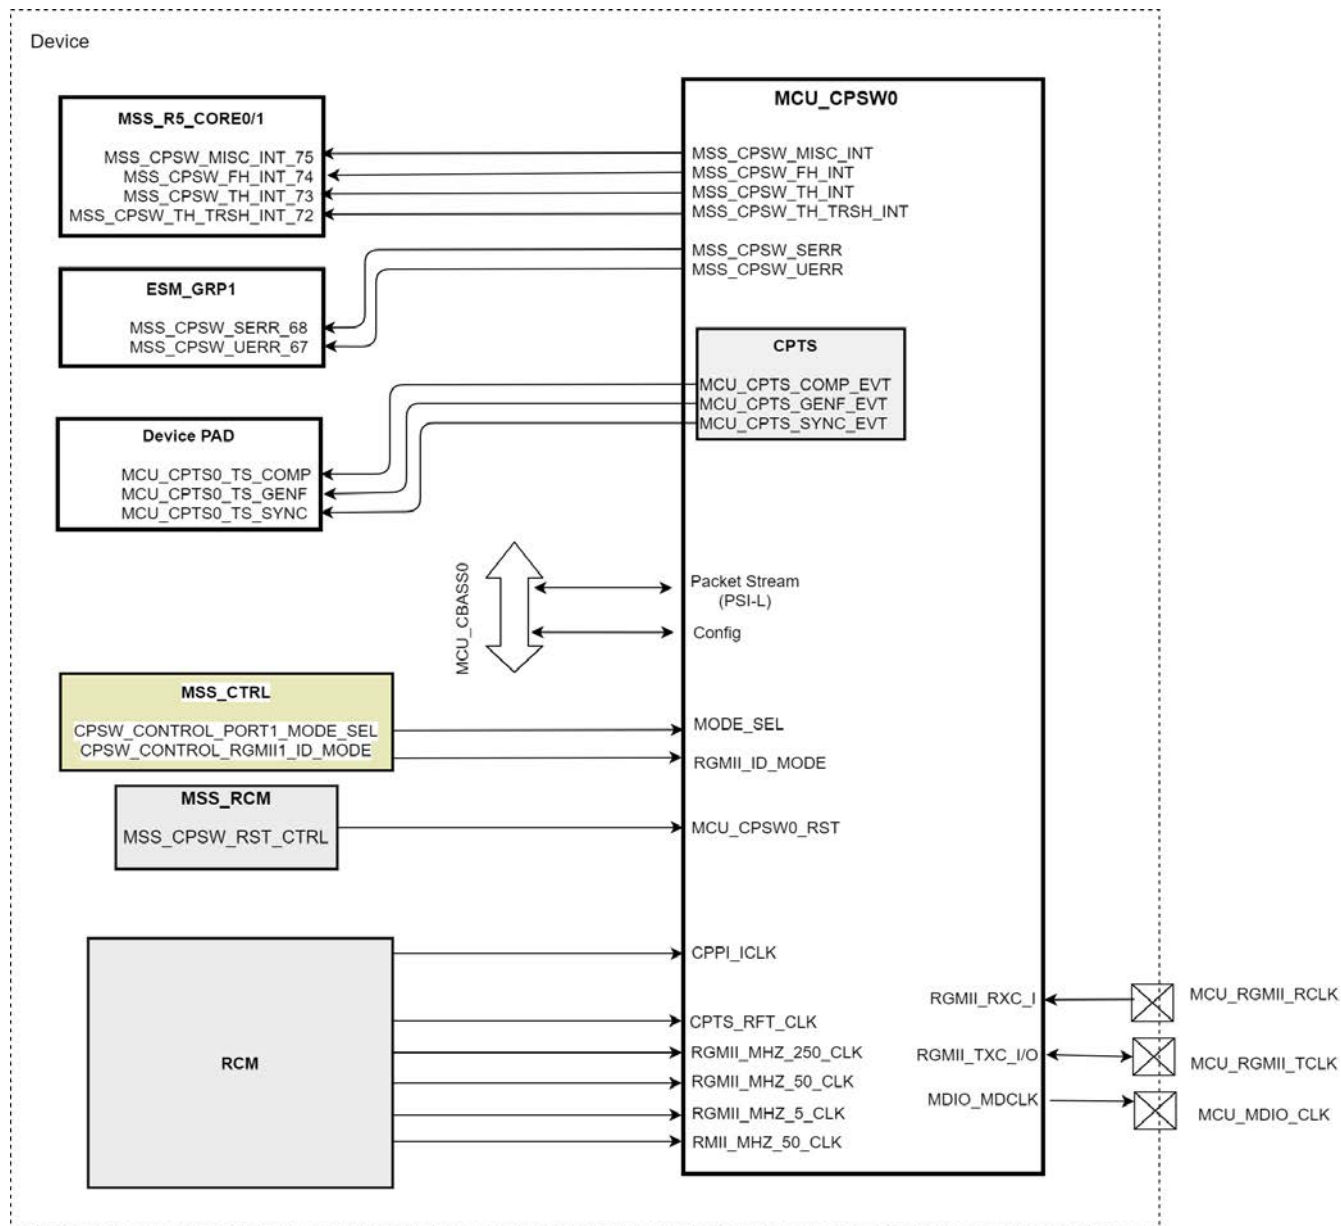 Device
MSS_R5_CORE0/1
MSS_CPSW_MISC_INT_75
MSS_CPSW_FH_INT_74
MSS_CPSW_TH_INT_73
MSS_CPSW_TH_TRSH_INT_72
ESM_GRP1
MSS_CPSW_SERR_68
MSS_CPSW_UERR_67
Device PAD
MCU_CPTS0_TS_COMP
MCU_CPTS0_TS_GENF
MCU_CPTS0_TS_SYNC
MCU_CBASS0
MSS_CTRL
CPSW_CONTROL_PORT1_MODE_SEL
CPSW_CONTROL_RGMII1_ID_MODE
MSS_RCM
MSS_CPSW_RST_CTRL
RCM
MCU_CPSW0
MSS_CPSW_MISC_INT
MSS_CPSW_FH_INT
MSS_CPSW_TH_INT
MSS_CPSW_TH_TRSH_INT
MSS_CPSW_SERR
MSS_CPSW_UERR
CPTS
MCU_CPTS_COMP_EVT
MCU_CPTS_GENF_EVT
MCU_CPTS_SYNC_EVT
Packet Stream
(PSI-L)
Config
MODE_SEL
RGMII_ID_MODE
MCU_CPSW0_RST
CPPI_ICLK
CPTS_RFT_CLK
RGMII_MHZ_250_CLK
RGMII_MHZ_50_CLK
RGMII_MHZ_5_CLK
RMII_MHZ_50_CLK
RGMII_RXC_I
RGMII_TXC_I/O
MDIO_MDCLK
MCU_RGMII_RCLK
MCU_RGMII_TCLK
MCU_MDIO_CLK